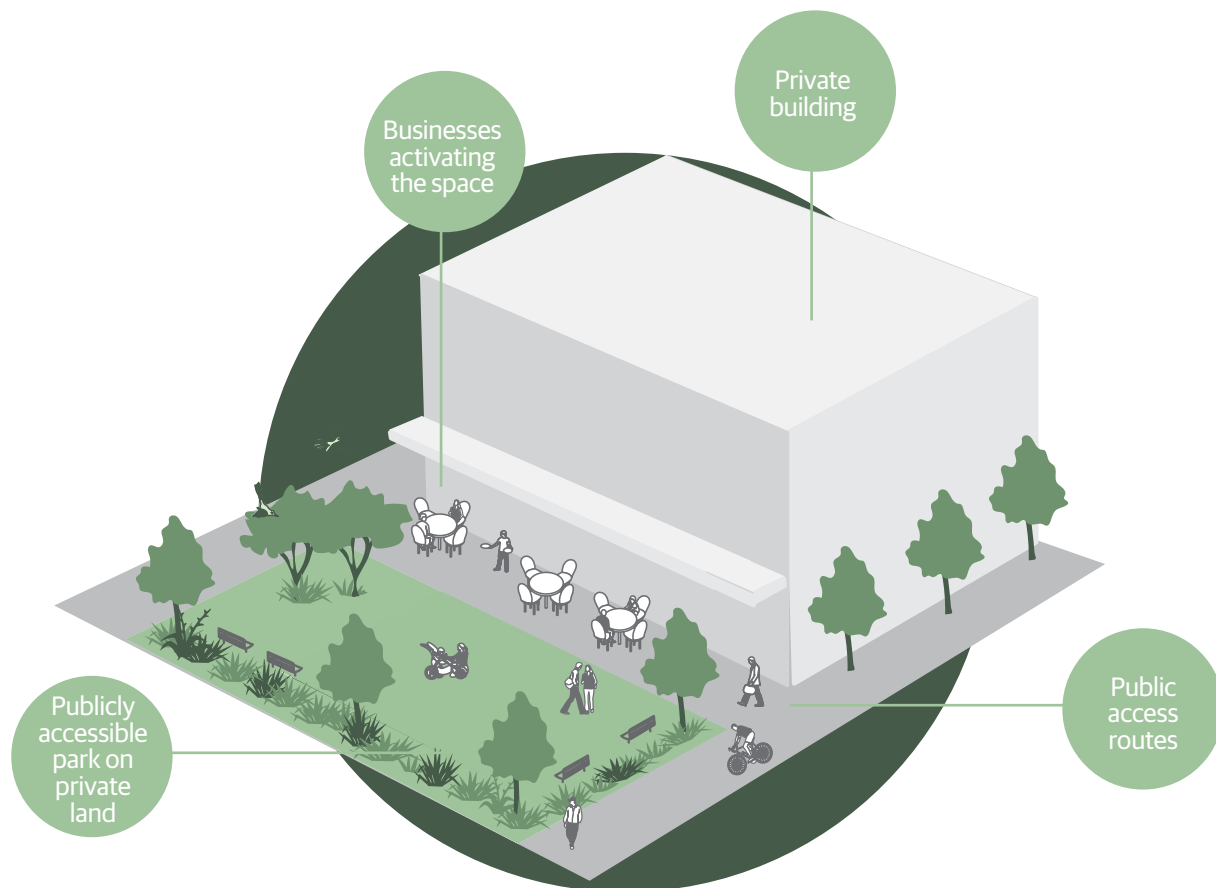 Private
building
Businesses
activating
the space
Publicly
accessible
park on
private
land
Public
access
routes